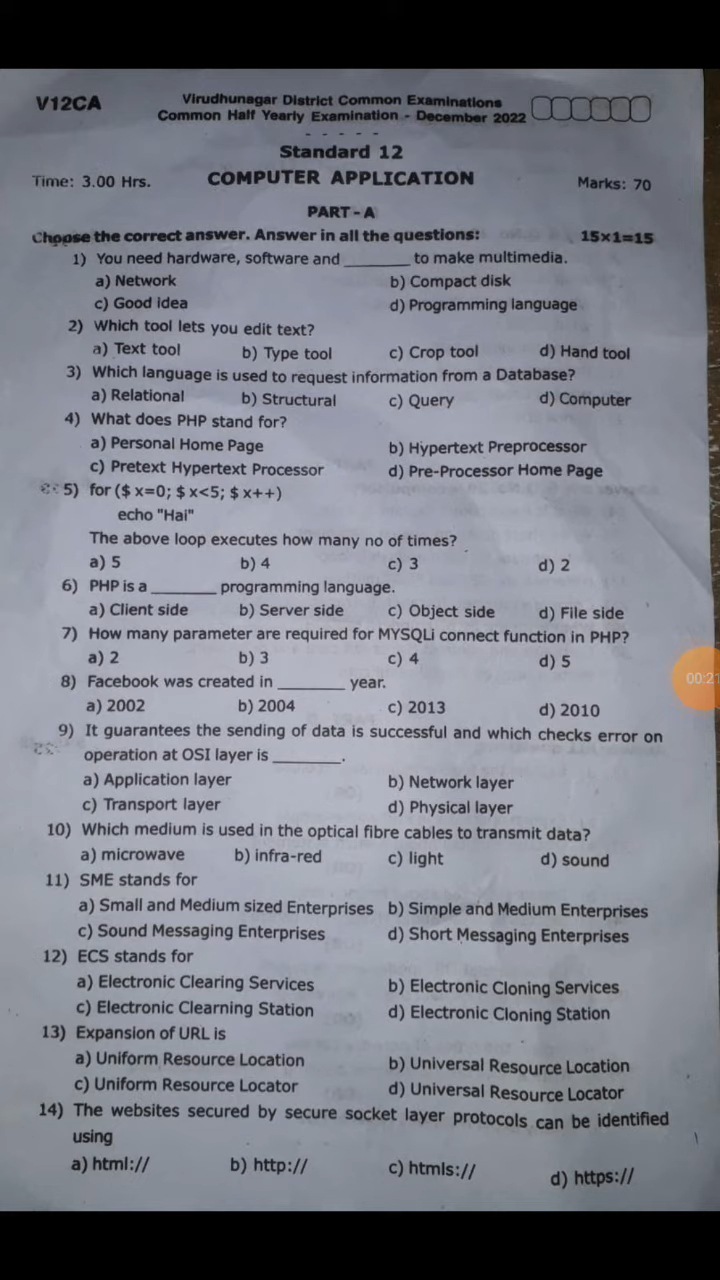 V12CA
Virudhunagar District Common Examinations
Common Half Yearly Examination - December 2022
Standard 12
Time: 3.00 Hrs. COMPUTER APPLICATION Marks: 70
PART - A
Choose the correct answer. Answer in all the questions: 15x1=15
1) You need hardware, software and ________ to make multimedia.
a) Network b) Compact disk
c) Good idea d) Programming language
2) Which tool lets you edit text?
a) Text tool b) Type tool c) Crop tool d) Hand tool
3) Which language is used to request information from a Database?
a) Relational b) Structural c) Query d) Computer
4) What does PHP stand for?
a) Personal Home Page b) Hypertext Preprocessor
c) Pretext Hypertext Processor d) Pre-Processor Home Page
5) for ($ x=0; $ x<5; $ x++)
echo "Hai"
The above loop executes how many no of times?
a) 5 b) 4 c) 3 d) 2
6) PHP is a ________ programming language.
a) Client side b) Server side c) Object side d) File side
7) How many parameter are required for MYSQLi connect function in PHP?
a) 2 b) 3 c) 4 d) 5
8) Facebook was created in ________ year.
a) 2002 b) 2004 c) 2013 d) 2010
9) It guarantees the sending of data is successful and which checks error on
operation at OSI layer is ________.
a) Application layer b) Network layer
c) Transport layer d) Physical layer
10) Which medium is used in the optical fibre cables to transmit data?
a) microwave b) infra-red c) light d) sound
11) SME stands for
a) Small and Medium sized Enterprises b) Simple and Medium Enterprises
c) Sound Messaging Enterprises d) Short Messaging Enterprises
12) ECS stands for
a) Electronic Clearing Services b) Electronic Cloning Services
c) Electronic Clearning Station d) Electronic Cloning Station
13) Expansion of URL is
a) Uniform Resource Location b) Universal Resource Location
c) Uniform Resource Locator d) Universal Resource Locator
14) The websites secured by secure socket layer protocols can be identified
using
a) html:// b) http:// c) htmls:// d) https://
00:21